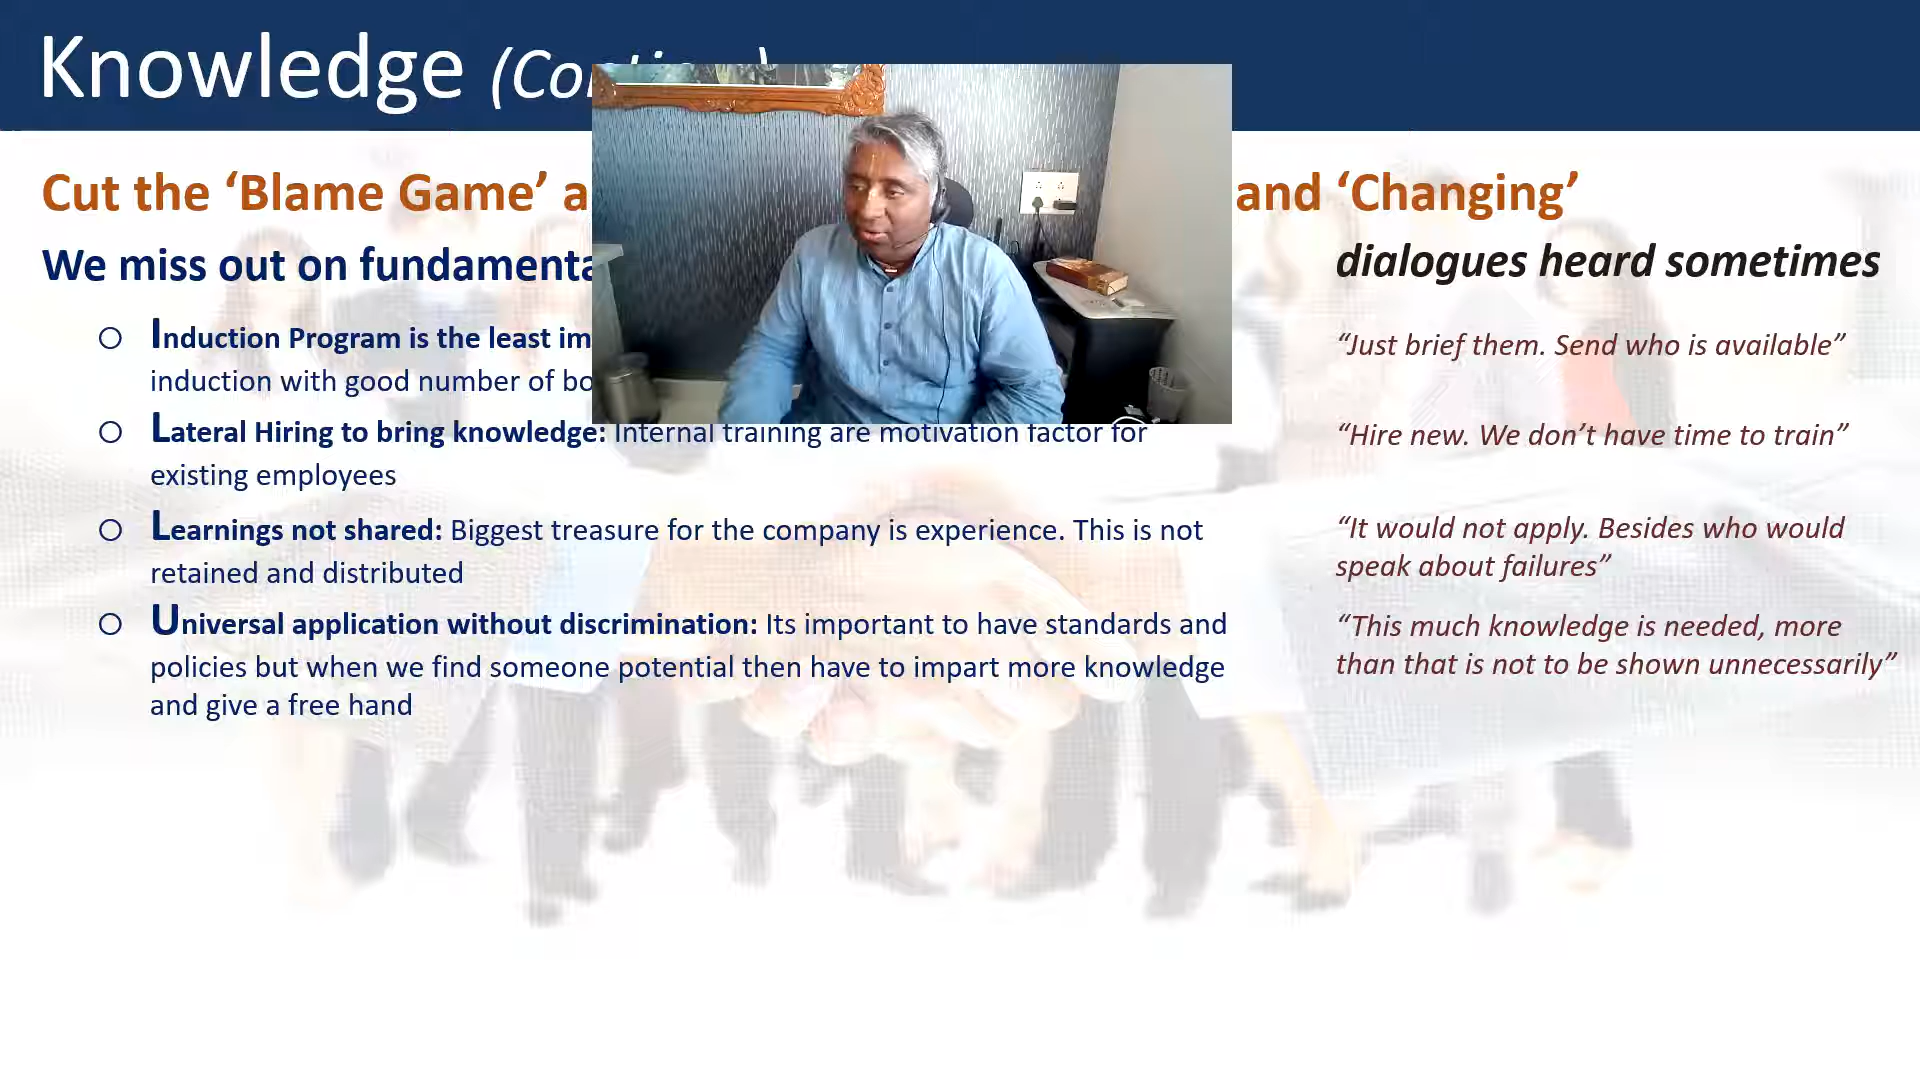 Knowledge
Cut the ‘Blame Game’ and ‘Changing’
We miss out on
dialogues heard sometimes
Induction Program is the least
“Just brief them. Send who is available”
induction with good number of
Lateral Hiring to bring knowledge: Internal training are motivation factor for
existing employees
“Hire new. We don’t have time to train”
Learnings not shared: Biggest treasure for the company is experience. This is not
retained and distributed
“It would not apply. Besides who would
speak about failures”
Universal application without discrimination: Its important to have standards and
policies but when we find someone potential then have to impart more knowledge
and give a free hand
“This much knowledge is needed, more
than that is not to be shown unnecessarily”